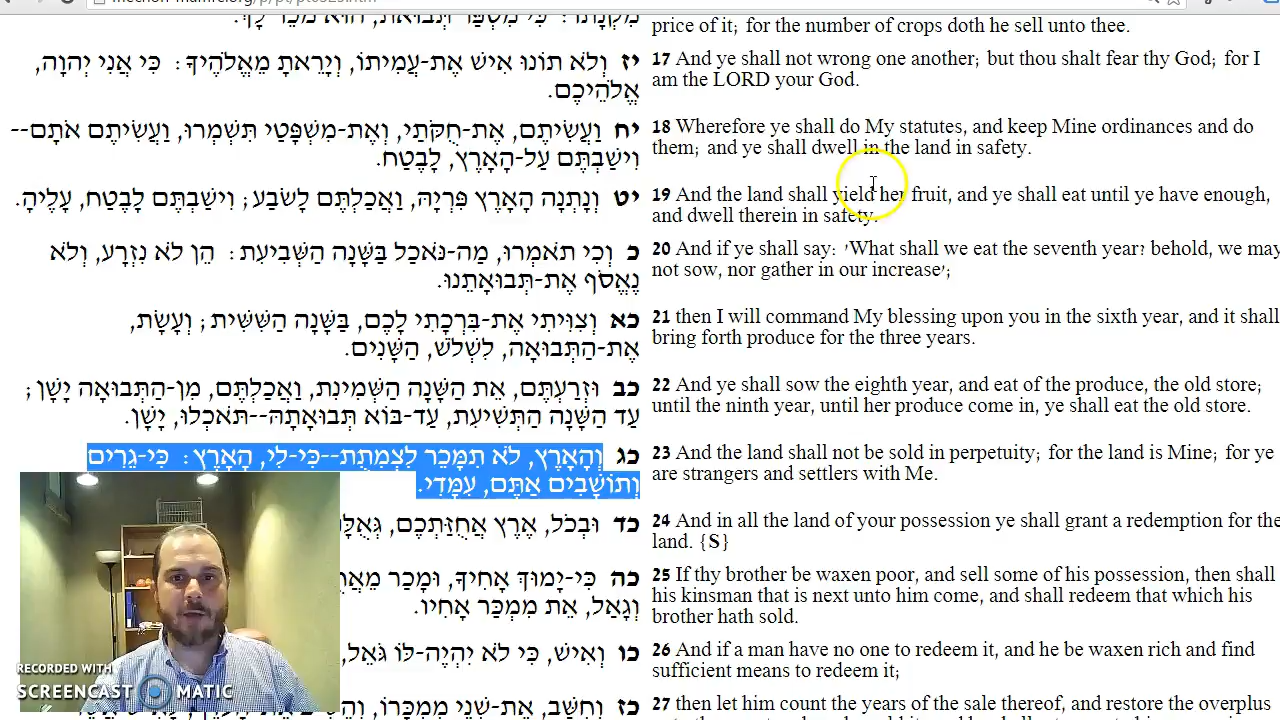 price of it; for the number of crops doth he sell unto thee.
יז וְלֹא תוֹנוּ אִישׁ אֶת-עֲמִיתוֹ, וְיָרֵאתָ מֵאֱלֹהֶיךָ: כִּי אֲנִי יְהוָה,
אֱלֹהֵיכֶם.
17 And ye shall not wrong one another; but thou shalt fear thy God; for I
am the LORD your God.
יח וַעֲשִׂיתֶם, אֶת-חֻקֹּתַי, וְאֶת-מִשְׁפָּטַי תִּשְׁמְרוּ, וַעֲשִׂיתֶם אֹתָם--
וִישַׁבְתֶּם עַל-הָאָרֶץ, לָבֶטַח.
18 Wherefore ye shall do My statutes, and keep Mine ordinances and do
them; and ye shall dwell in the land in safety.
יט וְנָתְנָה הָאָרֶץ פִּרְיָהּ, וַאֲכַלְתֶּם לָשֹׂבַע; וִישַׁבְתֶּם לָבֶטַח, עָלֶיהָ.
19 And the land shall yield her fruit, and ye shall eat until ye have enough,
and dwell therein in safety.
כ וְכִי תֹאמְרוּ, מַה-נֹּאכַל בַּשָּׁנָה הַשְּׁבִיעִת: הֵן לֹא נִזְרָע, וְלֹא
נֶאֱסֹף אֶת-תְּבוּאָתֵנוּ.
20 And if ye shall say: 'What shall we eat the seventh year? behold, we may
not sow, nor gather in our increase';
כא וְצִוִּיתִי אֶת-בִּרְכָתִי לָכֶם, בַּשָּׁנָה הַשִּׁשִּׁית; וְעָשָׂת,
אֶת-הַתְּבוּאָה, לִשְׁלֹשׁ, הַשָּׁנִים.
21 then I will command My blessing upon you in the sixth year, and it shall
bring forth produce for the three years.
כב וּזְרַעְתֶּם, אֵת הַשָּׁנָה הַשְּׁמִינִת, וַאֲכַלְתֶּם, מִן-הַתְּבוּאָה יָשָׁן;
עַד הַשָּׁנָה הַתְּשִׁיעִת, עַד-בּוֹא תְּבוּאָתָהּ--תֹּאכְלוּ, יָשָׁן.
22 And ye shall sow the eighth year, and eat of the produce, the old store;
until the ninth year, until her produce come in, ye shall eat the old store.
כג וְהָאָרֶץ, לֹא תִמָּכֵר לִצְמִתֻת--כִּי-לִי, הָאָרֶץ: כִּי-גֵרִים
וְתוֹשָׁבִים אַתֶּם, עִמָּדִי.
23 And the land shall not be sold in perpetuity; for the land is Mine; for ye
are strangers and settlers with Me.
כד וּבְכֹל, אֶרֶץ אֲחֻזַּתְכֶם,
24 And in all the land of your possession ye shall grant a redemption for the
land. {S}
כה כִּי-יָמוּךְ אָחִיךָ, וּמָכַר
וְגָאַל, אֵת מִמְכַּר אָחִיו.
25 If thy brother be waxen poor, and sell some of his possession, then shall
his kinsman that is next unto him come, and shall redeem that which his
brother hath sold.
כו וְאִישׁ, כִּי לֹא יִהְיֶה-לּוֹ גֹּאֵל,
26 And if a man have no one to redeem it, and he be waxen rich and find
sufficient means to redeem it;
כז וְחִשַּׁב, אֶת-שְׁנֵי מִמְכָּרוֹ,
27 then let him count the years of the sale thereof, and restore the overplus
RECORDED WITH
SCREENCAST MATIC